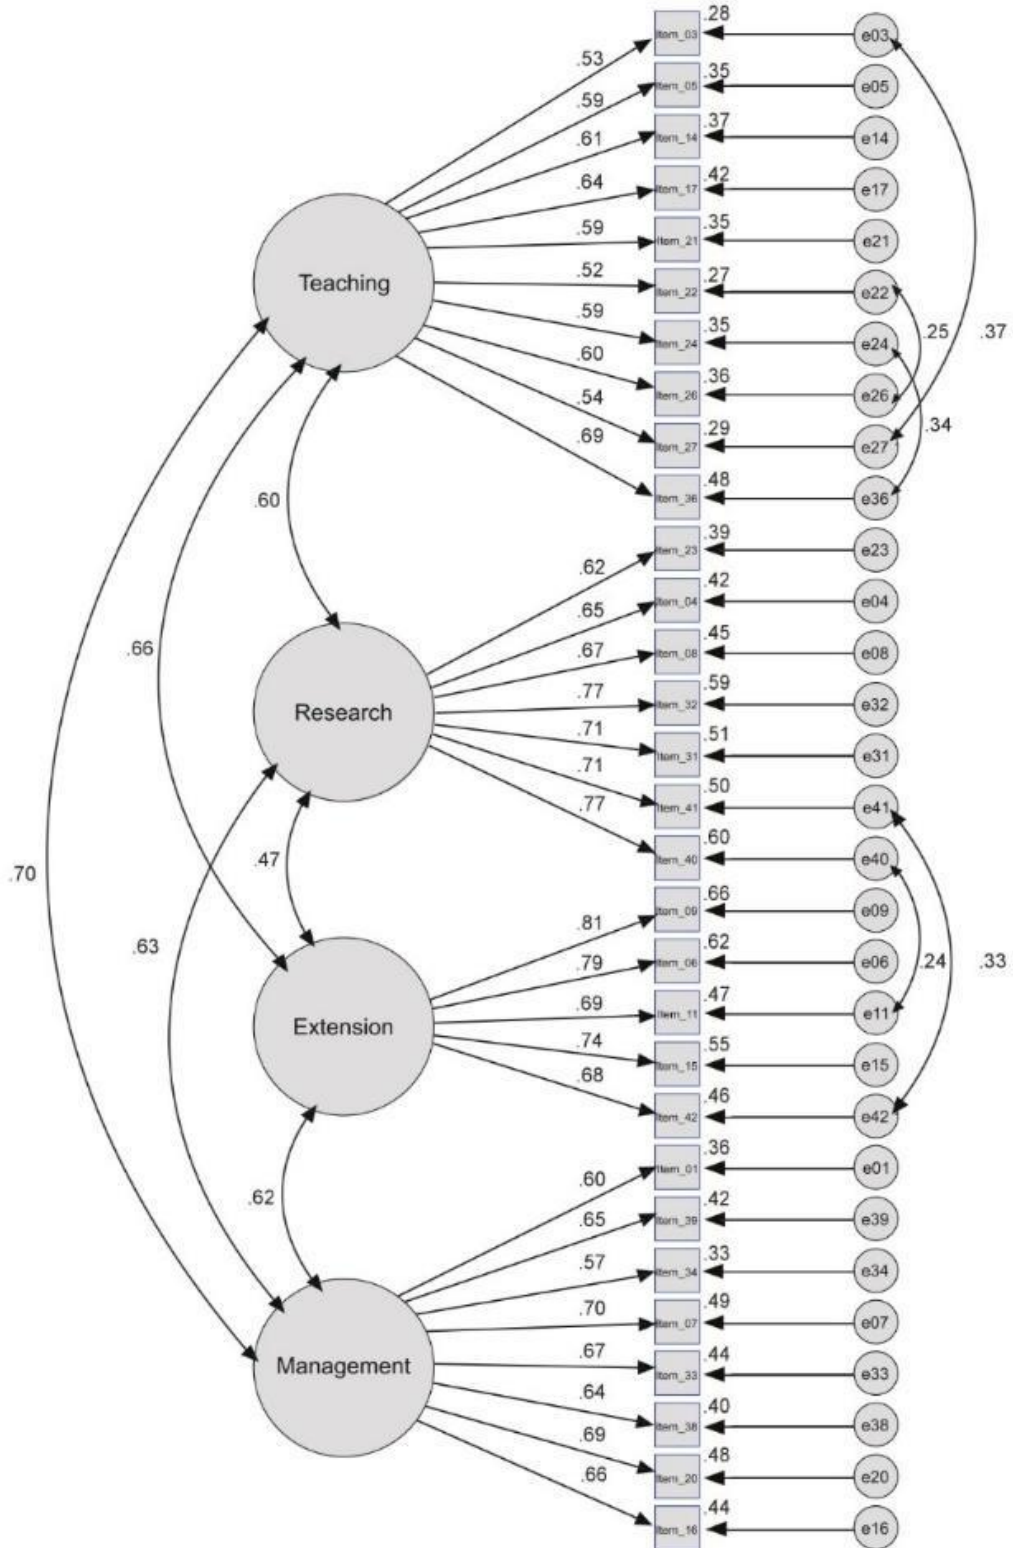 .28
Item_03
e03
.53
.35
Item_05
e05
.59
.37
Item_14
e14
.61
.42
Item_17
e17
.64
.35
Item_21
e21
.59
.27
Item_22
e22
.52
.35
Item_24
e24
.59
.36
Item_26
e26
.60
.29
Item_27
e27
.54
.48
Item_36
e36
.69
.25
.37
.34
Teaching
.60
.39
Item_23
e23
.62
.42
Item_04
e04
.65
.45
Item_08
e08
.67
.59
Item_32
e32
.77
.51
Item_31
e31
.71
.50
Item_41
e41
.71
.60
Item_40
e40
.77
.66
Research
.70
.47
.63
.66
Item_09
e09
.81
.62
Item_06
e06
.79
.47
Item_11
e11
.69
.55
Item_15
e15
.74
.46
Item_42
e42
.68
.24
.33
Extension
.62
.36
Item_01
e01
.60
.42
Item_39
e39
.65
.33
Item_34
e34
.57
.49
Item_07
e07
.70
.44
Item_33
e33
.67
.40
Item_38
e38
.64
.48
Item_20
e20
.69
.44
Item_16
e16
.66
Management